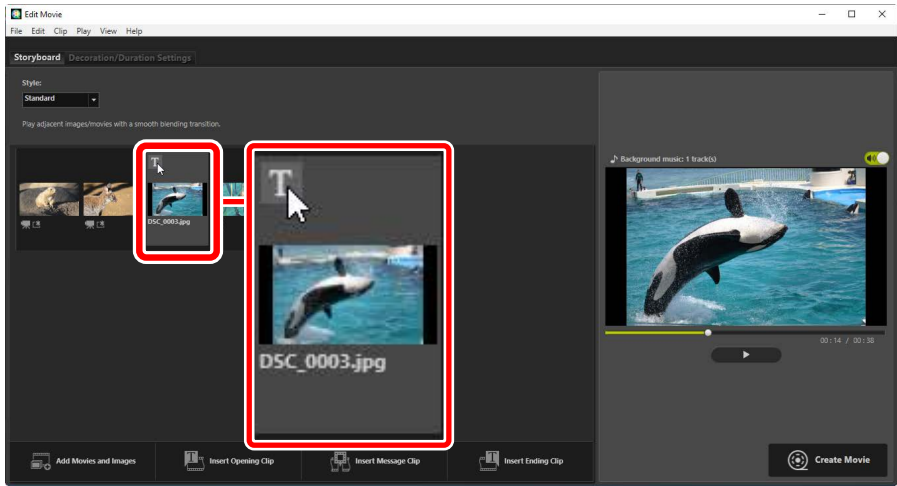 Edit Movie
File Edit Clip Play View Help
Storyboard Decoration/Duration Settings
Style:
Standard
Play adjacent images/movies with a smooth blending transition.
T
DSC_0003.jpg
T
DSC_0003.jpg
Background music: 1 track(s)
00:14 / 00:38
Add Movies and Images
Insert Opening Clip
Insert Message Clip
Insert Ending Clip
Create Movie